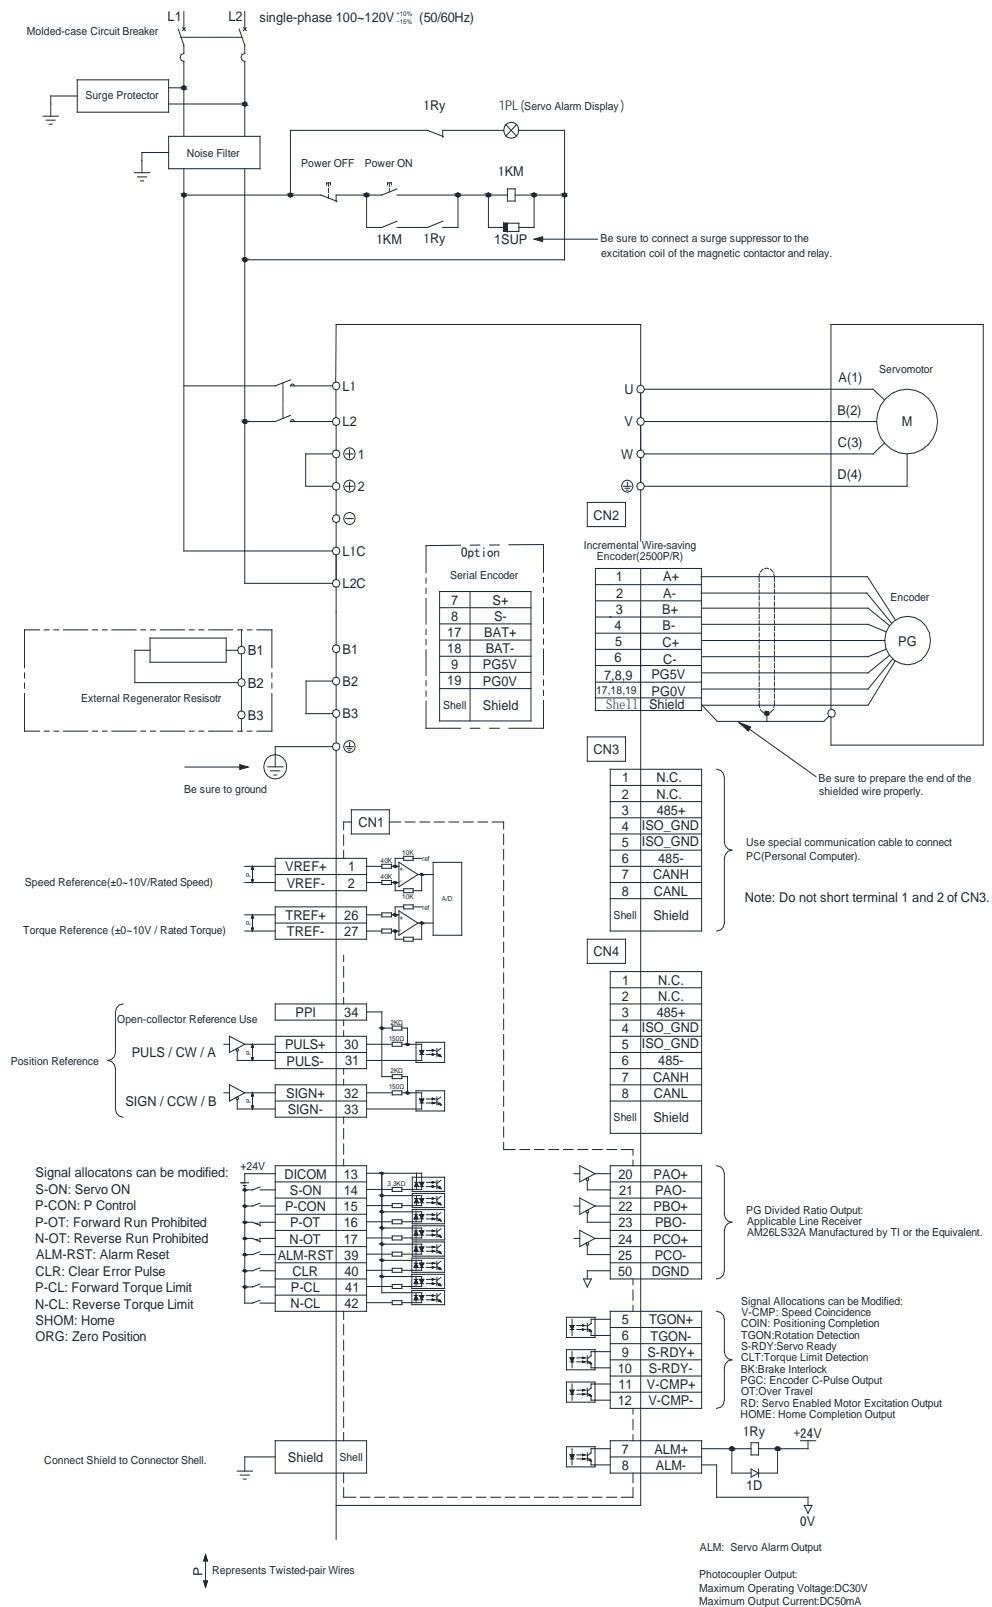 L1 L2 single-phase 100~120V +10% -15% (50/60Hz)
Molded-case Circuit Breaker
Surge Protector
Noise Filter
1Ry 1PL (Servo Alarm Display)
Power OFF Power ON 1KM
1KM 1Ry 1SUP
Be sure to connect a surge suppressor to the
excitation coil of the magnetic contactor and relay.
L1
L2
1
2
L1C
L2C
B1
B2
B3
B1
B2
B3
External Regenerator Resisotr
Be sure to ground
U
V
W
A(1)
B(2)
C(3)
D(4)
Servomotor
M
Option
Serial Encoder
7 S+
8 S-
17 BAT+
18 BAT-
9 PG5V
19 PG0V
Shell Shield
CN2
Incremental Wire-saving
Encoder(2500P/R)
1 A+
2 A-
3 B+
4 B-
5 C+
6 C-
7,8,9 PG5V
17,18,19 PG0V
Shell Shield
Encoder
PG
Be sure to prepare the end of the
shielded wire properly.
CN3
1 N.C.
2 N.C.
3 485+
4 ISO_GND
5 ISO_GND
6 485-
7 CANH
8 CANL
Shell Shield
Use special communication cable to connect
PC(Personal Computer).
Note: Do not short terminal 1 and 2 of CN3.
CN4
1 N.C.
2 N.C.
3 485+
4 ISO_GND
5 ISO_GND
6 485-
7 CANH
8 CANL
Shell Shield
CN1
Speed Reference(±0~10V/Rated Speed)
P
VREF+ 1
VREF- 2
40K 10K ref
40K 10K
A/D
Torque Reference (±0~10V / Rated Torque)
P
TREF+ 26
TREF- 27
ref
Position Reference
Open-collector Reference Use
PPI 34
PULS / CW / A
P
PULS+ 30
PULS- 31
2KΩ
150Ω
SIGN / CCW / B
P
SIGN+ 32
SIGN- 33
2KΩ
150Ω
Signal allocatons can be modified:
S-ON: Servo ON
P-CON: P Control
P-OT: Forward Run Prohibited
N-OT: Reverse Run Prohibited
ALM-RST: Alarm Reset
CLR: Clear Error Pulse
P-CL: Forward Torque Limit
N-CL: Reverse Torque Limit
SHOM: Home
ORG: Zero Position
+24V
DICOM 13
S-ON 14
P-CON 15
P-OT 16
N-OT 17
ALM-RST 39
CLR 40
P-CL 41
N-CL 42
3.3KΩ
20 PAO+
21 PAO-
22 PBO+
23 PBO-
24 PCO+
25 PCO-
50 DGND
PG Divided Ratio Output:
Applicable Line Receiver
AM26LS32A Manufactured by TI or the Equivalent.
5 TGON+
6 TGON-
9 S-RDY+
10 S-RDY-
11 V-CMP+
12 V-CMP-
Signal Allocations can be Modified:
V-CMP: Speed Coincidence
COIN: Positioning Completion
TGON:Rotation Detection
S-RDY:Servo Ready
CLT:Torque Limit Detection
BK:Brake Interlock
PGC: Encoder C-Pulse Output
OT:Over Travel
RD: Servo Enabled Motor Excitation Output
HOME: Home Completion Output
7 ALM+
8 ALM-
1Ry +24V
1D
0V
Connect Shield to Connector Shell.
Shield Shell
ALM: Servo Alarm Output
P Represents Twisted-pair Wires
Photocoupler Output:
Maximum Operating Voltage:DC30V
Maximum Output Current:DC50mA